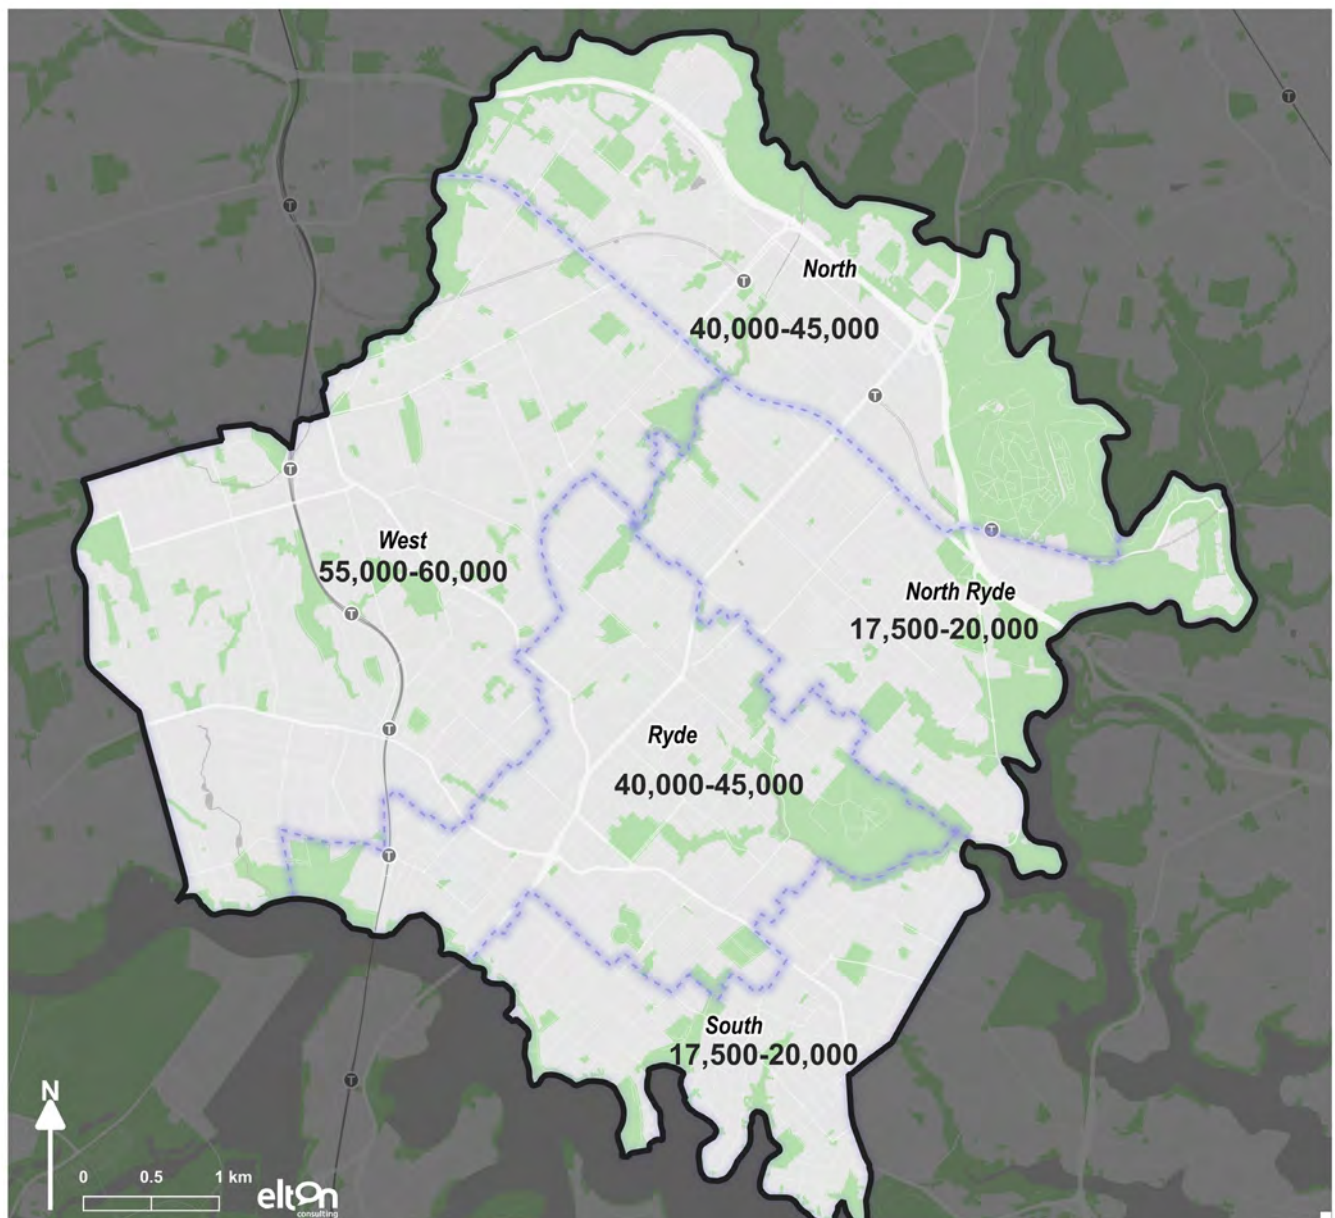 T
T
T
North
40,000-45,000
T
T
West
55,000-60,000
T
North Ryde
17,500-20,000
T
T
Ryde
40,000-45,000
T
South
17,500-20,000
T
N
0 0.5 1 km
elton
consulting